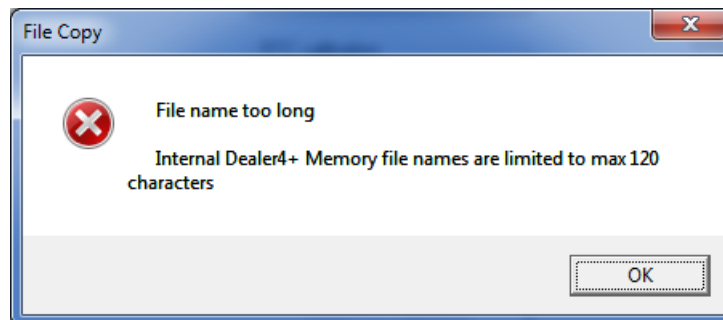 File Copy
File name too long
Internal Dealer4+ Memory file names are limited to max 120
characters
OK